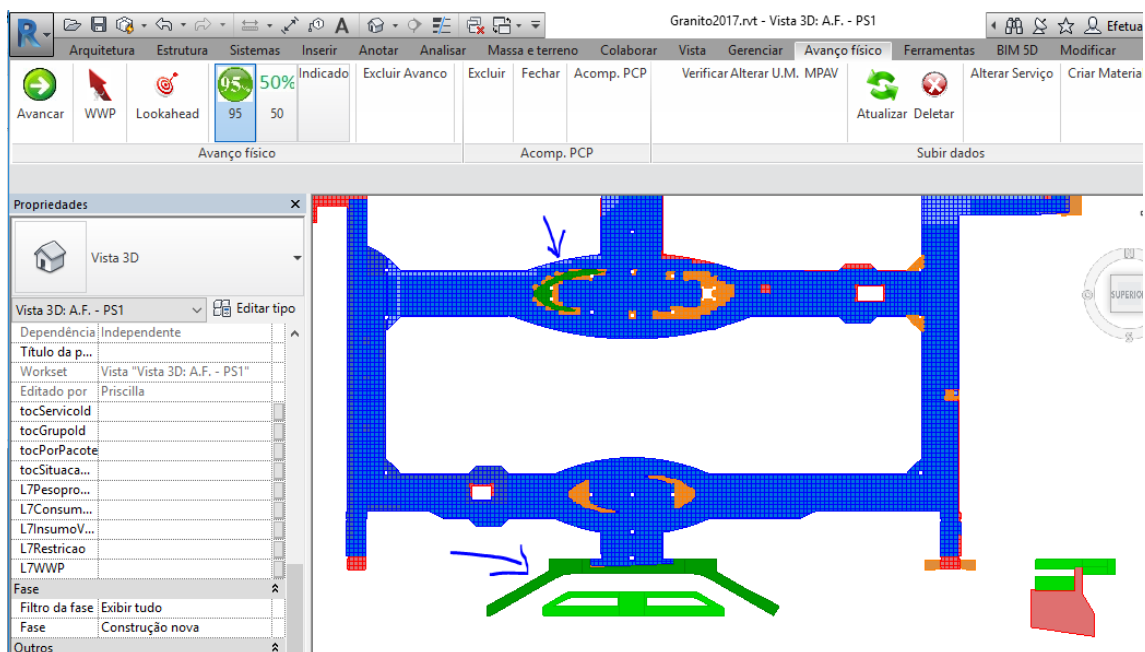 Granito2017.rvt - Vista 3D: A.F. - PS1
Efetua
Arquitetura Estrutura Sistemas Inserir Anotar Analisar Massa e terreno Colaborar Vista Gerenciar Avanço físico Ferramentas BIM 5D Modificar
95% 50% Indicado Excluir Avanco Excluir Fechar Acomp. PCP Verificar Alterar U.M. MPAV Alterar Serviço Criar Materia
Avancar WWP Lookahead 95 50 Atualizar Deletar
Avanço físico Acomp. PCP Subir dados
Propriedades
Vista 3D
Vista 3D: A.F. - PS1 Editar tipo
Dependência Independente
Título da p...
Workset Vista "Vista 3D: A.F. - PS1"
Editado por Priscilla
tocServicoId
tocGrupoId
tocPorPacote
tocSituaca...
L7Pesopro...
L7Consum...
L7InsumoV...
L7Restricao
L7WWP
Fase
Filtro da fase Exibir tudo
Fase Construção nova
Outros
SUPERIOR